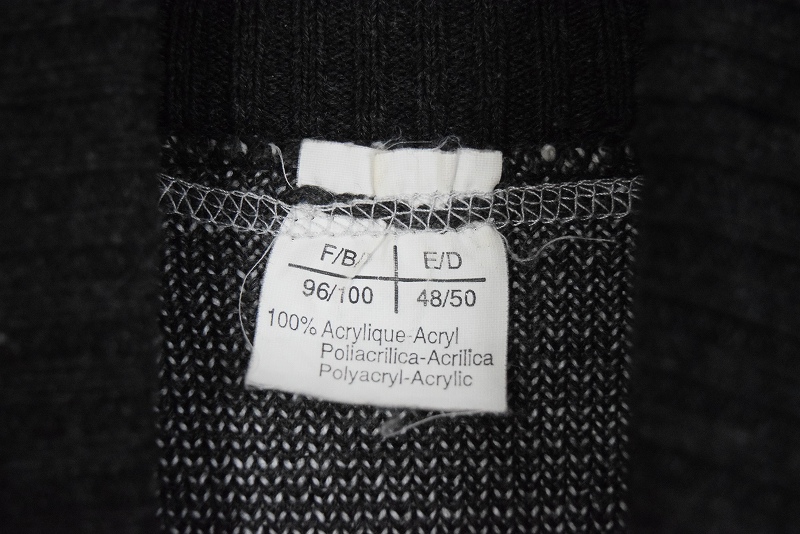 F/B/ E/D
96/100 48/50
100% Acrylique-Acryl
Poliacrilica-Acrilica
Polyacryl-Acrylic